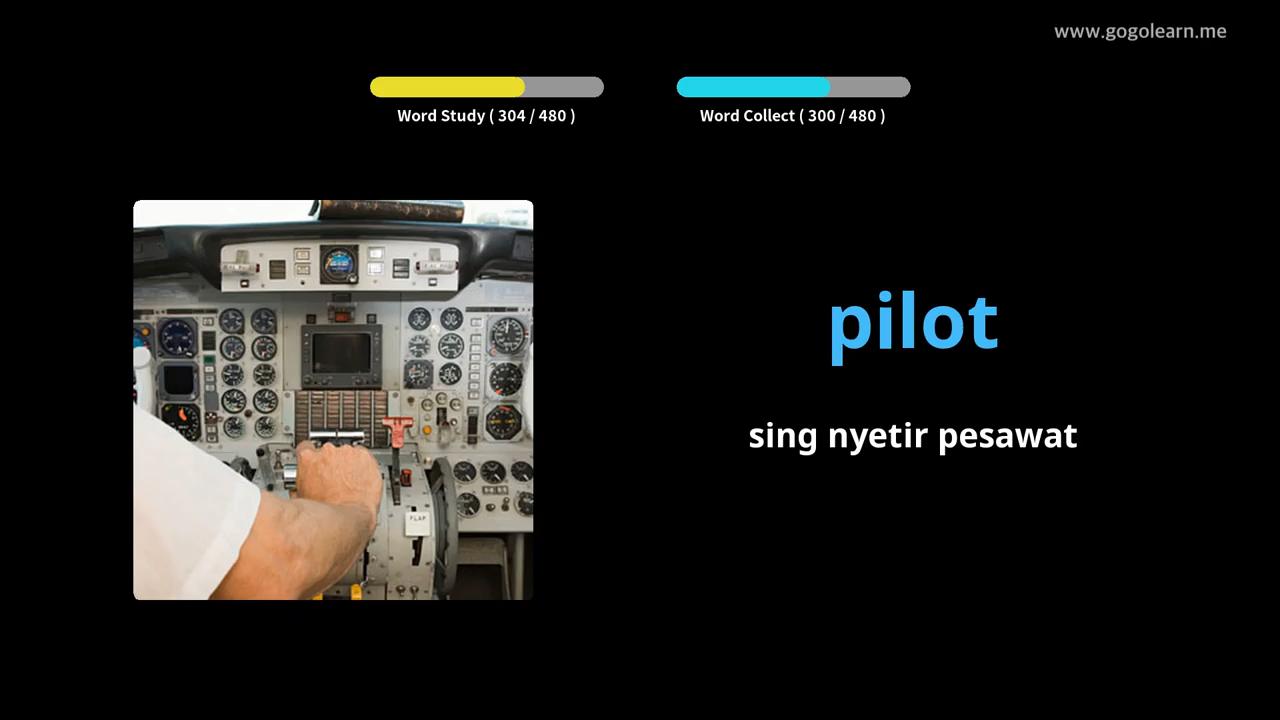 www.gogolearn.me
Word Study ( 304 / 480 )
Word Collect ( 300 / 480 )
pilot
sing nyetir pesawat
FLAP